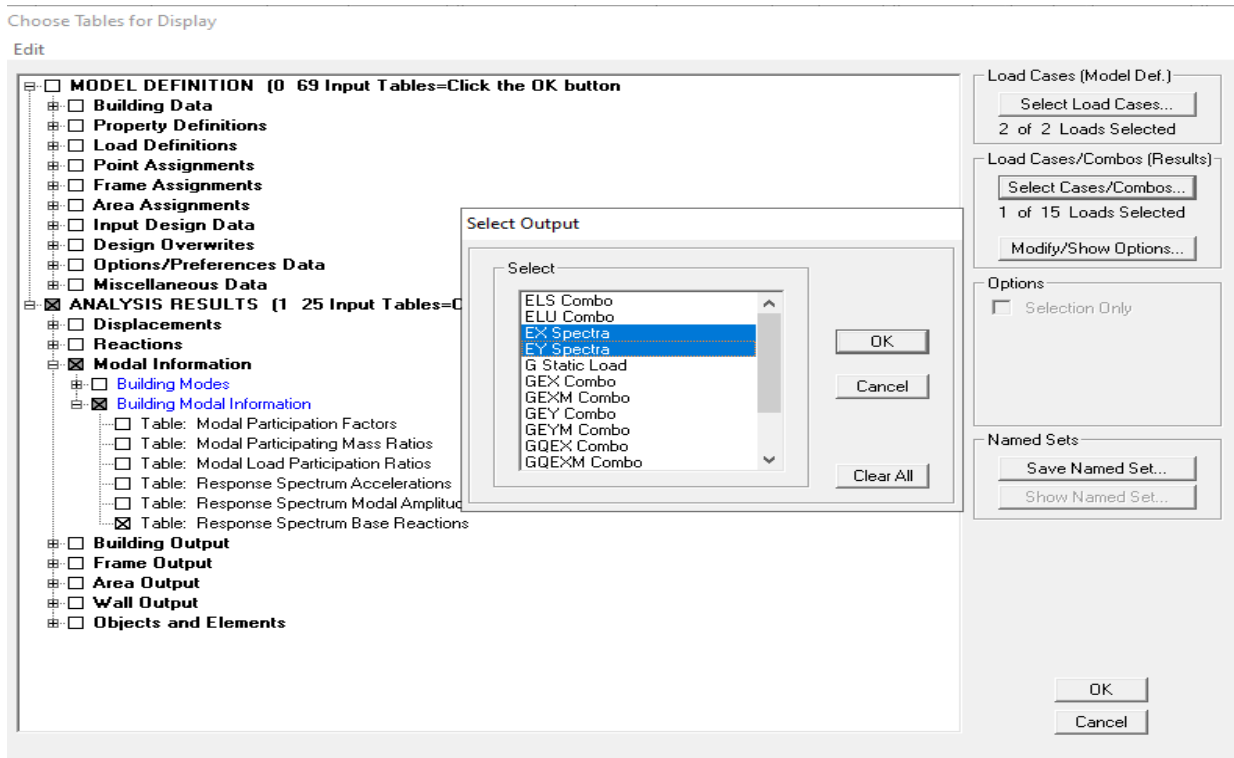 Choose Tables for Display
Edit
MODEL DEFINITION (0 69 Input Tables=Click the OK button
Building Data
Property Definitions
Load Definitions
Point Assignments
Frame Assignments
Area Assignments
Input Design Data
Design Overwrites
Options/Preferences Data
Miscellaneous Data
ANALYSIS RESULTS (1 25 Input Tables=C
Displacements
Reactions
Modal Information
Building Modes
Building Modal Information
Table: Modal Participation Factors
Table: Modal Participating Mass Ratios
Table: Modal Load Participation Ratios
Table: Response Spectrum Accelerations
Table: Response Spectrum Modal Amplituc
Table: Response Spectrum Base Reactions
Building Output
Frame Output
Area Output
Wall Output
Objects and Elements
Select Output
Select
ELS Combo
ELU Combo
EX Spectra
EY Spectra
G Static Load
GEX Combo
GEXM Combo
GEY Combo
GEYM Combo
GQEX Combo
GQEXM Combo
OK
Cancel
Clear All
Load Cases (Model Def.)
Select Load Cases...
2 of 2 Loads Selected
Load Cases/Combos (Results)
Select Cases/Combos...
1 of 15 Loads Selected
Modify/Show Options...
Options
Selection Only
Named Sets
Save Named Set...
Show Named Set...
OK
Cancel